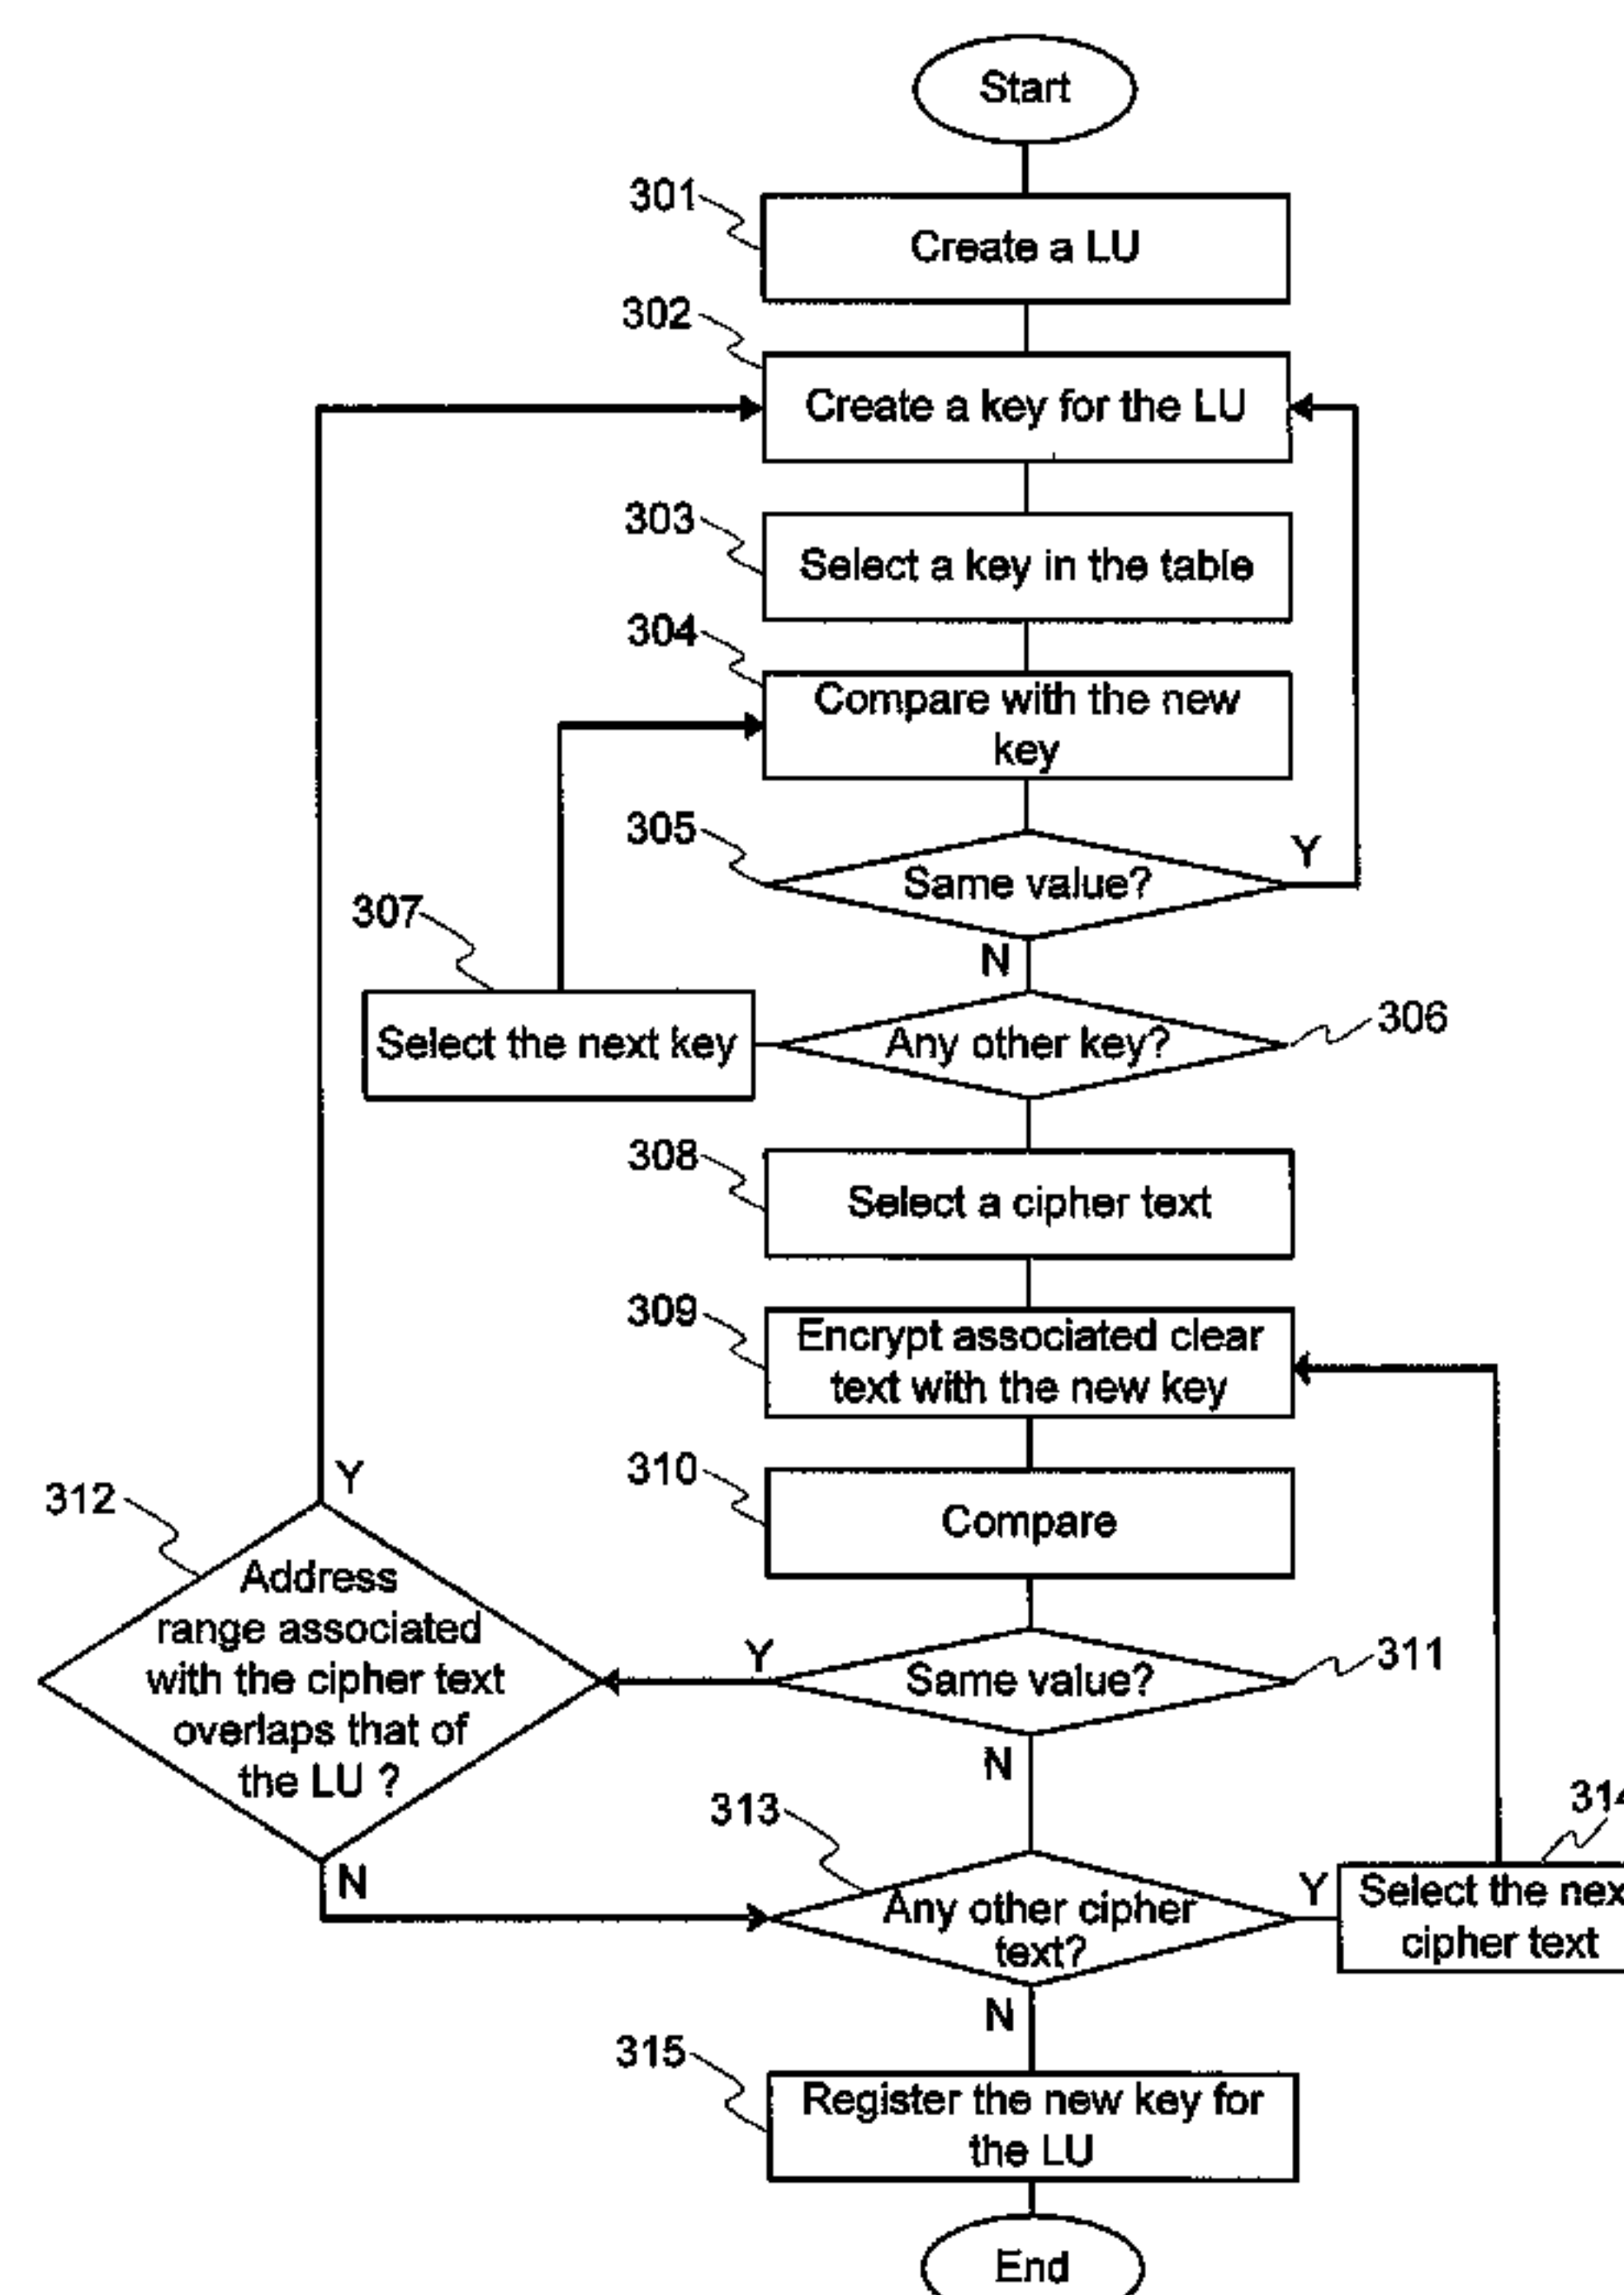 Start
301
Create a LU
302
Create a key for the LU
303
Select a key in the table
304
Compare with the new
key
305
Same value?
Y
N
307
Select the next key
Any other key?
306
308
Select a cipher text
309
Encrypt associated clear
text with the new key
310
Compare
312
Y
Address
range associated
with the cipher text
overlaps that of
the LU ?
N
Y
Same value?
311
N
313
Any other cipher
text?
Y
314
Select the nex
cipher text
N
315
Register the new key for
the LU
End